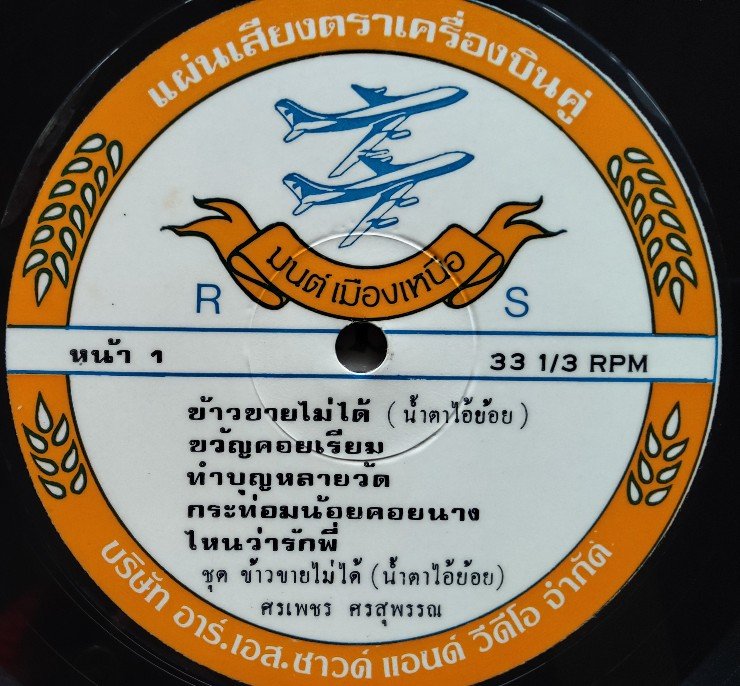 แผ่นเสียงตราเครื่องบินคู่
มนต์เมืองเหนือ
R S
หน้า 1 33 1/3 RPM
ข้าวขายไม่ได้ (น้ำตาไอ้ย้อย)
ขวัญคอยเรียม
ทำบุญหลายวัด
กระท่อมน้อยคอยนาง
ไหนว่ารักพี่
ชุด ข้าวขายไม่ได้ (น้ำตาไอ้ย้อย)
ศรเพชร ศรสุพรรณ
บริษัท อาร์.เอส.ซาวด์ แอนด์ วีดีโอ จำกัด